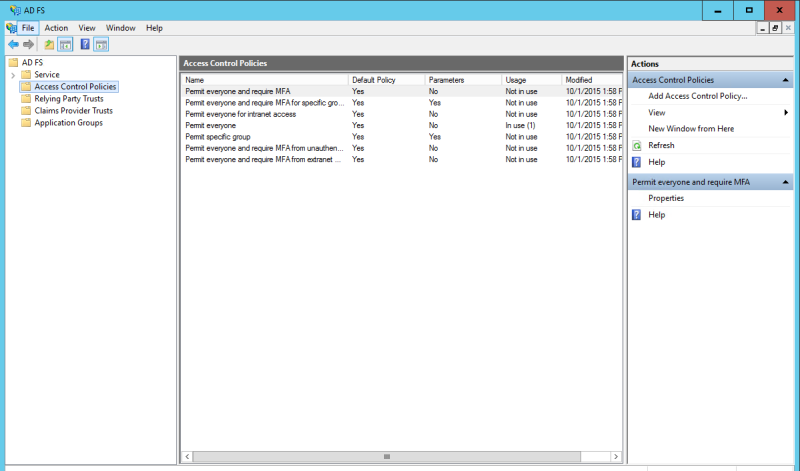 AD FS
File Action View Window Help
AD FS
Service
Access Control Policies
Relying Party Trusts
Claims Provider Trusts
Application Groups
Access Control Policies
Name Default Policy Parameters Usage Modified
Permit everyone and require MFA Yes No Not in use 10/1/2015 1:58 F
Permit everyone and require MFA for specific gro... Yes Yes Not in use 10/1/2015 1:58 F
Permit everyone for intranet access Yes No Not in use 10/1/2015 1:58 F
Permit everyone Yes No In use (1) 10/1/2015 1:58 F
Permit specific group Yes Yes Not in use 10/1/2015 1:58 F
Permit everyone and require MFA from unauthen... Yes No Not in use 10/1/2015 1:58 F
Permit everyone and require MFA from extranet ... Yes No Not in use 10/1/2015 1:58 F
Actions
Access Control Policies
Add Access Control Policy...
View
New Window from Here
Refresh
Help
Permit everyone and require MFA
Properties
Help